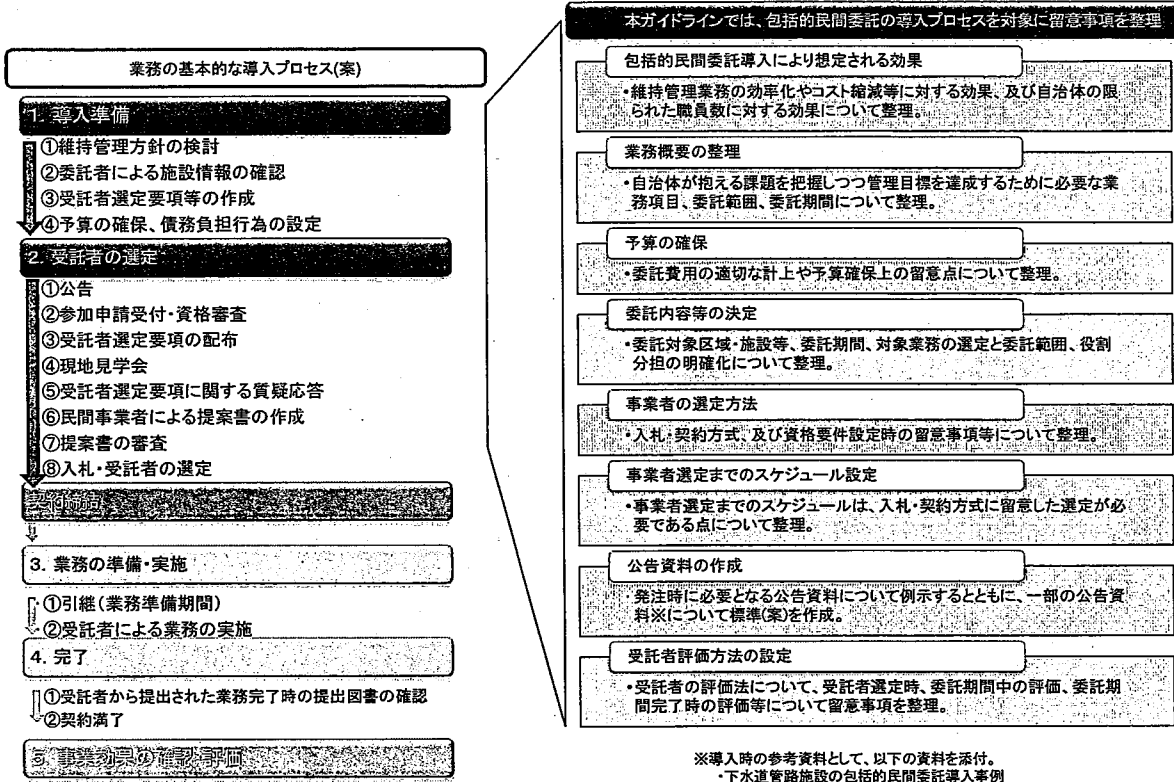 業務の基本的な導入プロセス(案)
1. 導入準備
①維持管理方針の検討
②委託者による施設情報の確認
③受託者選定要項等の作成
④予算の確保、債務負担行為の設定
2. 受託者の選定
①公告
②参加申請受付・資格審査
③受託者選定要項の配布
④現地見学会
⑤受託者選定要項に関する質疑応答
⑥民間事業者による提案書の作成
⑦提案書の審査
⑧入札・受託者の選定
契約締結
3. 業務の準備・実施
①引継(業務準備期間)
②受託者による業務の実施
4. 完了
①受託者から提出された業務完了時の提出図書の確認
②契約満了
5. 事業効果の確認・評価
本ガイドラインでは、包括的民間委託の導入プロセスを対象に留意事項を整理
包括的民間委託導入により想定される効果
・維持管理業務の効率化やコスト縮減等に対する効果、及び自治体の限
られた職員数に対する効果について整理。
業務概要の整理
・自治体が抱える課題を把握しつつ管理目標を達成するために必要な業
務項目、委託範囲、委託期間について整理。
予算の確保
・委託費用の適切な計上や予算確保上の留意点について整理。
委託内容等の決定
・委託対象区域・施設等、委託期間、対象業務の選定と委託範囲、役割
分担の明確化について整理。
事業者の選定方法
・入札・契約方式、及び資格要件設定時の留意事項等について整理。
事業者選定までのスケジュール設定
・事業者選定までのスケジュールは、入札・契約方式に留意した選定が必
要である点について整理。
公告資料の作成
・発注時に必要となる公告資料について例示するとともに、一部の公告資
料※について標準(案)を作成。
受託者評価方法の設定
・受託者の評価法について、受託者選定時、委託期間中の評価、委託期
間完了時の評価等について留意事項を整理。
※導入時の参考資料として、以下の資料を添付。
・下水道管路施設の包括的民間委託導入事例